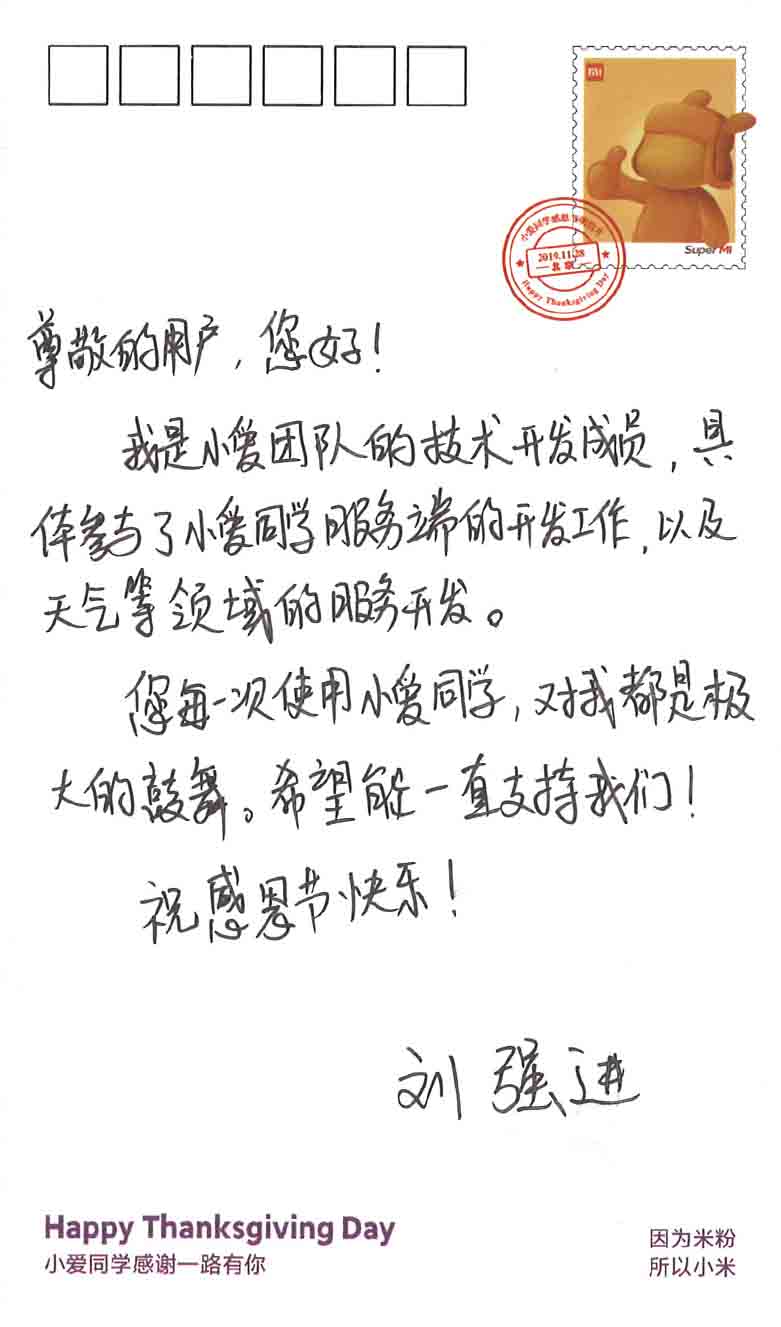 MI
Super MI
小爱同学感恩节明信片
2019.11.28
北京
Happy Thanksgiving Day
尊敬的用户,您好!
我是小爱团队的技术开发成员,具
体参与了小爱同学服务端的开发工作,以及
天气等领域的服务开发。
您每一次使用小爱同学,对我都是极
大的鼓舞。希望能一直支持我们!
祝感恩节快乐!
刘强进
Happy Thanksgiving Day
小爱同学感谢一路有你
因为米粉
所以小米